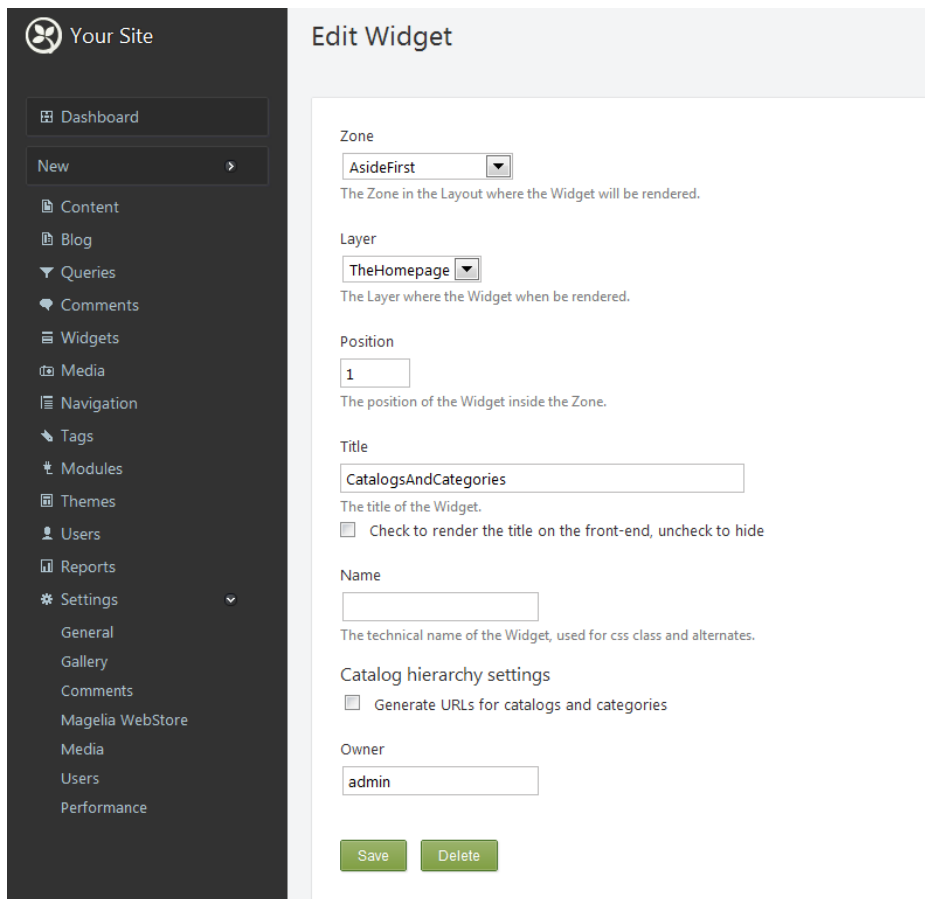 Your Site
Dashboard
New
Content
Blog
Queries
Comments
Widgets
Media
Navigation
Tags
Modules
Themes
Users
Reports
Settings
General
Gallery
Comments
Magelia WebStore
Media
Users
Performance
Edit Widget
Zone
AsideFirst
The Zone in the Layout where the Widget will be rendered.
Layer
TheHomepage
The Layer where the Widget when be rendered.
Position
1
The position of the Widget inside the Zone.
Title
CatalogsAndCategories
The title of the Widget.
Check to render the title on the front-end, uncheck to hide
Name
The technical name of the Widget, used for css class and alternates.
Catalog hierarchy settings
Generate URLs for catalogs and categories
Owner
admin
Save Delete